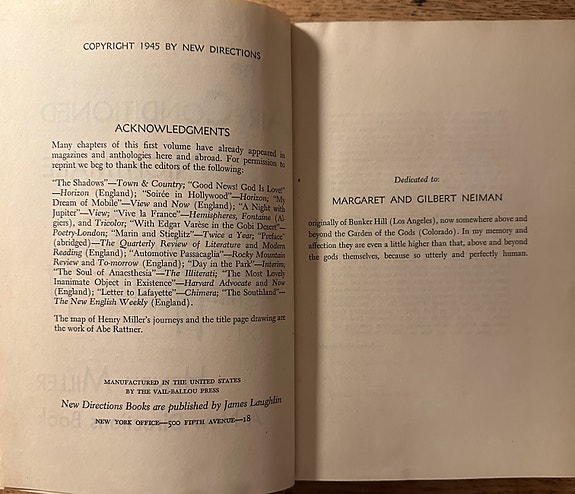 COPYRIGHT 1945 BY NEW DIRECTIONS
ACKNOWLEDGMENTS
Many chapters of this first volume have already appeared in
magazines and anthologies here and abroad. For permission to
reprint we beg to thank the editors of the following:
"The Shadows"—Town & Country; "Good News! God Is Love!"
—Horizon (England); "Soirée in Hollywood"—Horizon; "My
Dream of Mobile"—View and Now (England); "A Night with
Jupiter"—View; "Vive la France"—Hemispheres, Fontaine (Al-
giers), and Tricolor; "With Edgar Varèse in the Gobi Desert"—
Poetry-London; "Marin and Stieglitz"—Twice a Year; "Preface"
(abridged)—The Quarterly Review of Literature and Modern
Reading (England); "Automotive Passacaglia"—Rocky Mountain
Review and To-morrow (England); "Day in the Park"—Interim;
"The Soul of Anaesthesia"—The Illiterati; "The Most Lovely
Inanimate Object in Existence"—Harvard Advocate and Now
(England); "Letter to Lafayette"—Chimera; "The Southland"—
The New English Weekly (England).
The map of Henry Miller's journeys and the title page drawing are
the work of Abe Rattner.
MANUFACTURED IN THE UNITED STATES
BY THE VAIL-BALLOU PRESS
New Directions Books are published by James Laughlin
NEW YORK OFFICE—500 FIFTH AVENUE—18
Dedicated to:
MARGARET AND GILBERT NEIMAN
originally of Bunker Hill (Los Angeles), now somewhere above and
beyond the Garden of the Gods (Colorado). In my memory and
affection they are even a little higher than that, above and beyond
the gods themselves, because so utterly and perfectly human.